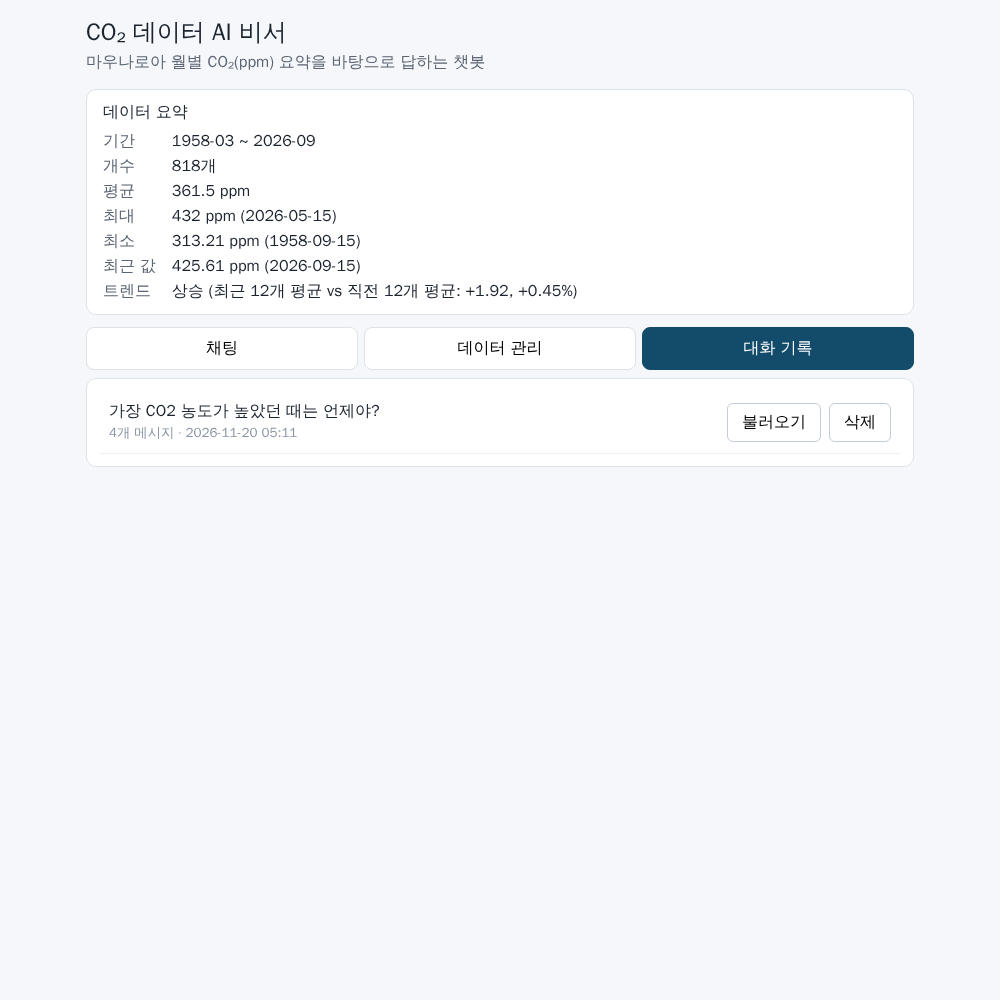 CO₂ 데이터 AI 비서
마우나로아 월별 CO₂(ppm) 요약을 바탕으로 답하는 챗봇
데이터 요약
기간 1958-03 ~ 2026-09
개수 818개
평균 361.5 ppm
최대 432 ppm (2026-05-15)
최소 313.21 ppm (1958-09-15)
최근 값 425.61 ppm (2026-09-15)
트렌드 상승 (최근 12개 평균 vs 직전 12개 평균: +1.92, +0.45%)
채팅 데이터 관리 대화 기록
가장 CO2 농도가 높았던 때는 언제야?
4개 메시지 · 2026-11-20 05:11
불러오기 삭제